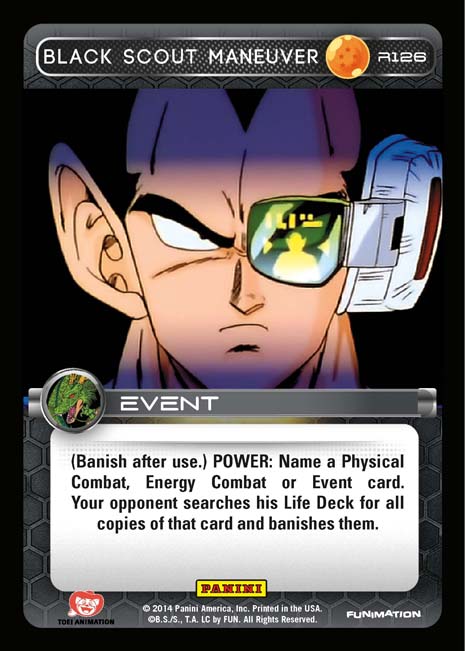 BLACK SCOUT MANEUVER R126
EVENT
(Banish after use.) POWER: Name a Physical
Combat, Energy Combat or Event card.
Your opponent searches his Life Deck for all
copies of that card and banishes them.
PANINI
© 2014 Panini America, Inc. Printed in the USA.
TOEI ANIMATION
©B.S./S., T.A. LC by FUN. All Rights Reserved.
FUNIMATION